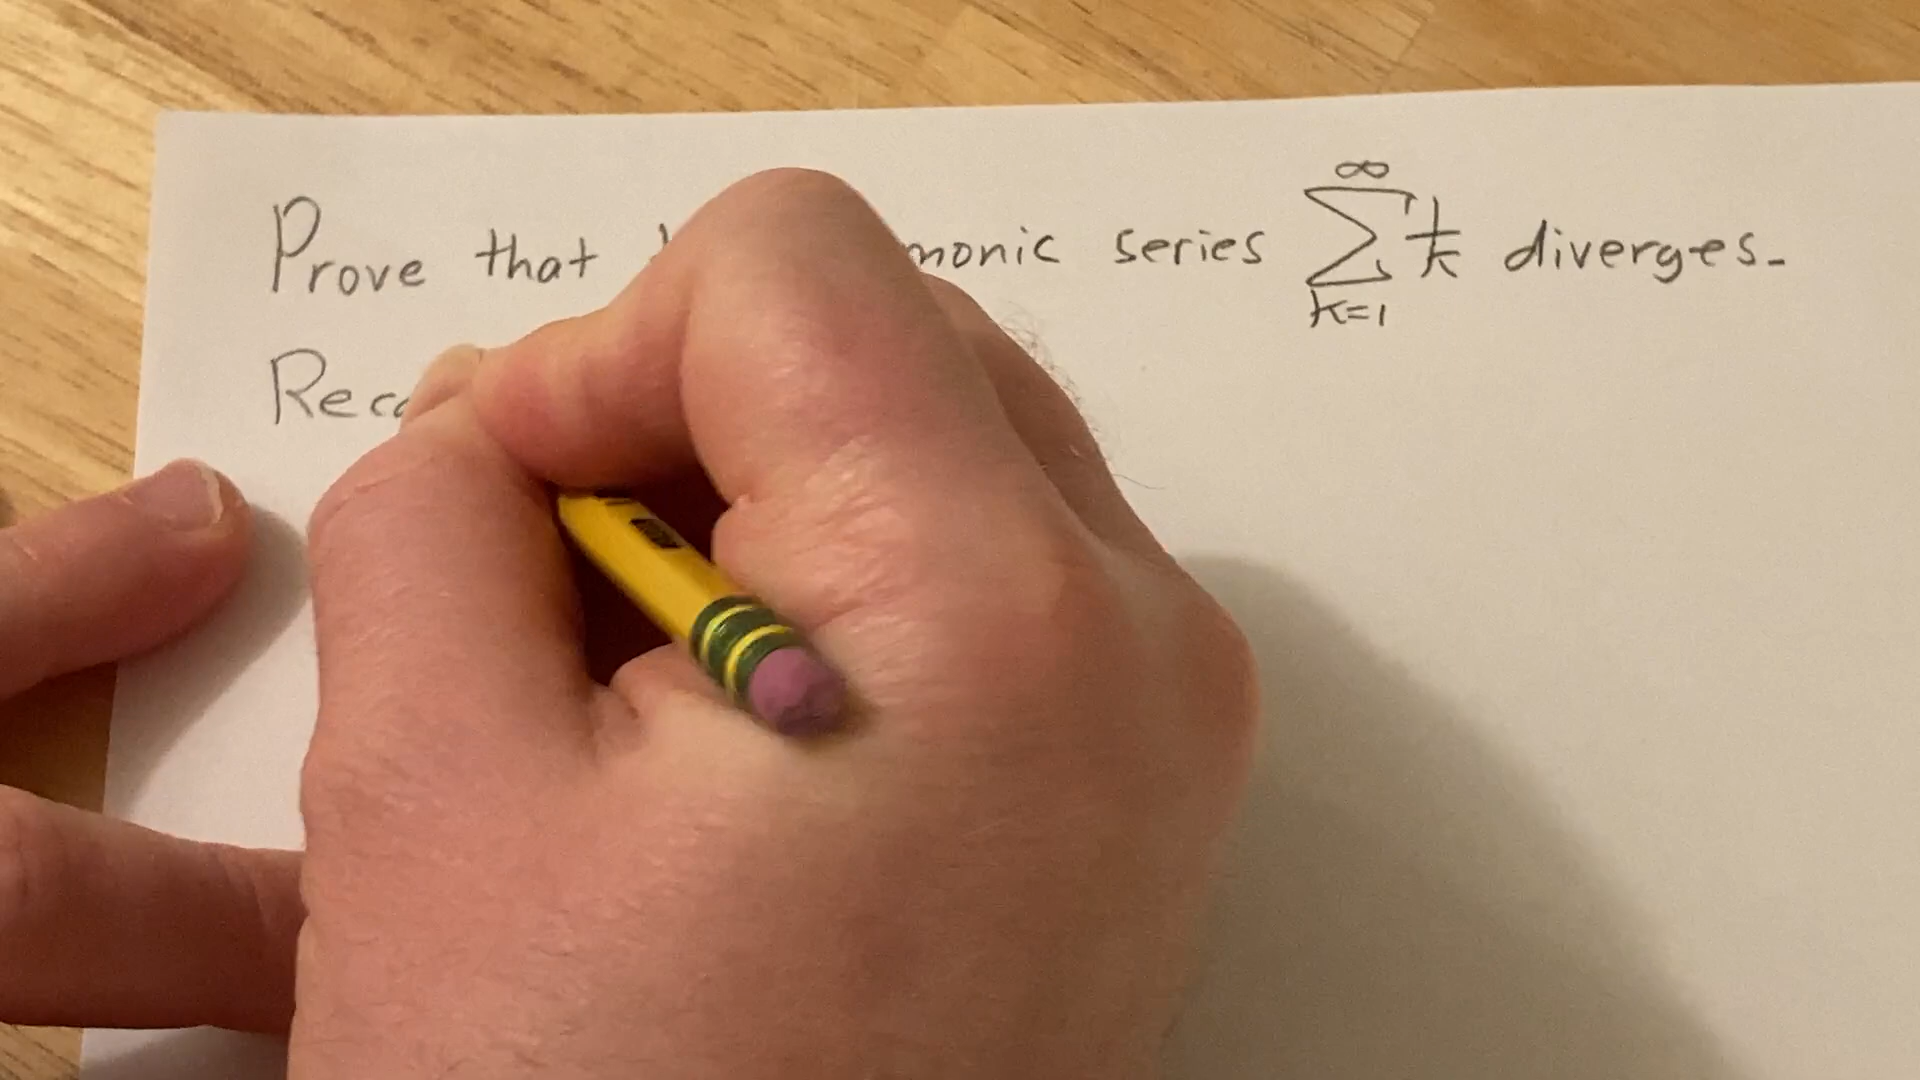 Prove that monic series ∑_{k=1}^{∞} 1/k diverges.
Rec